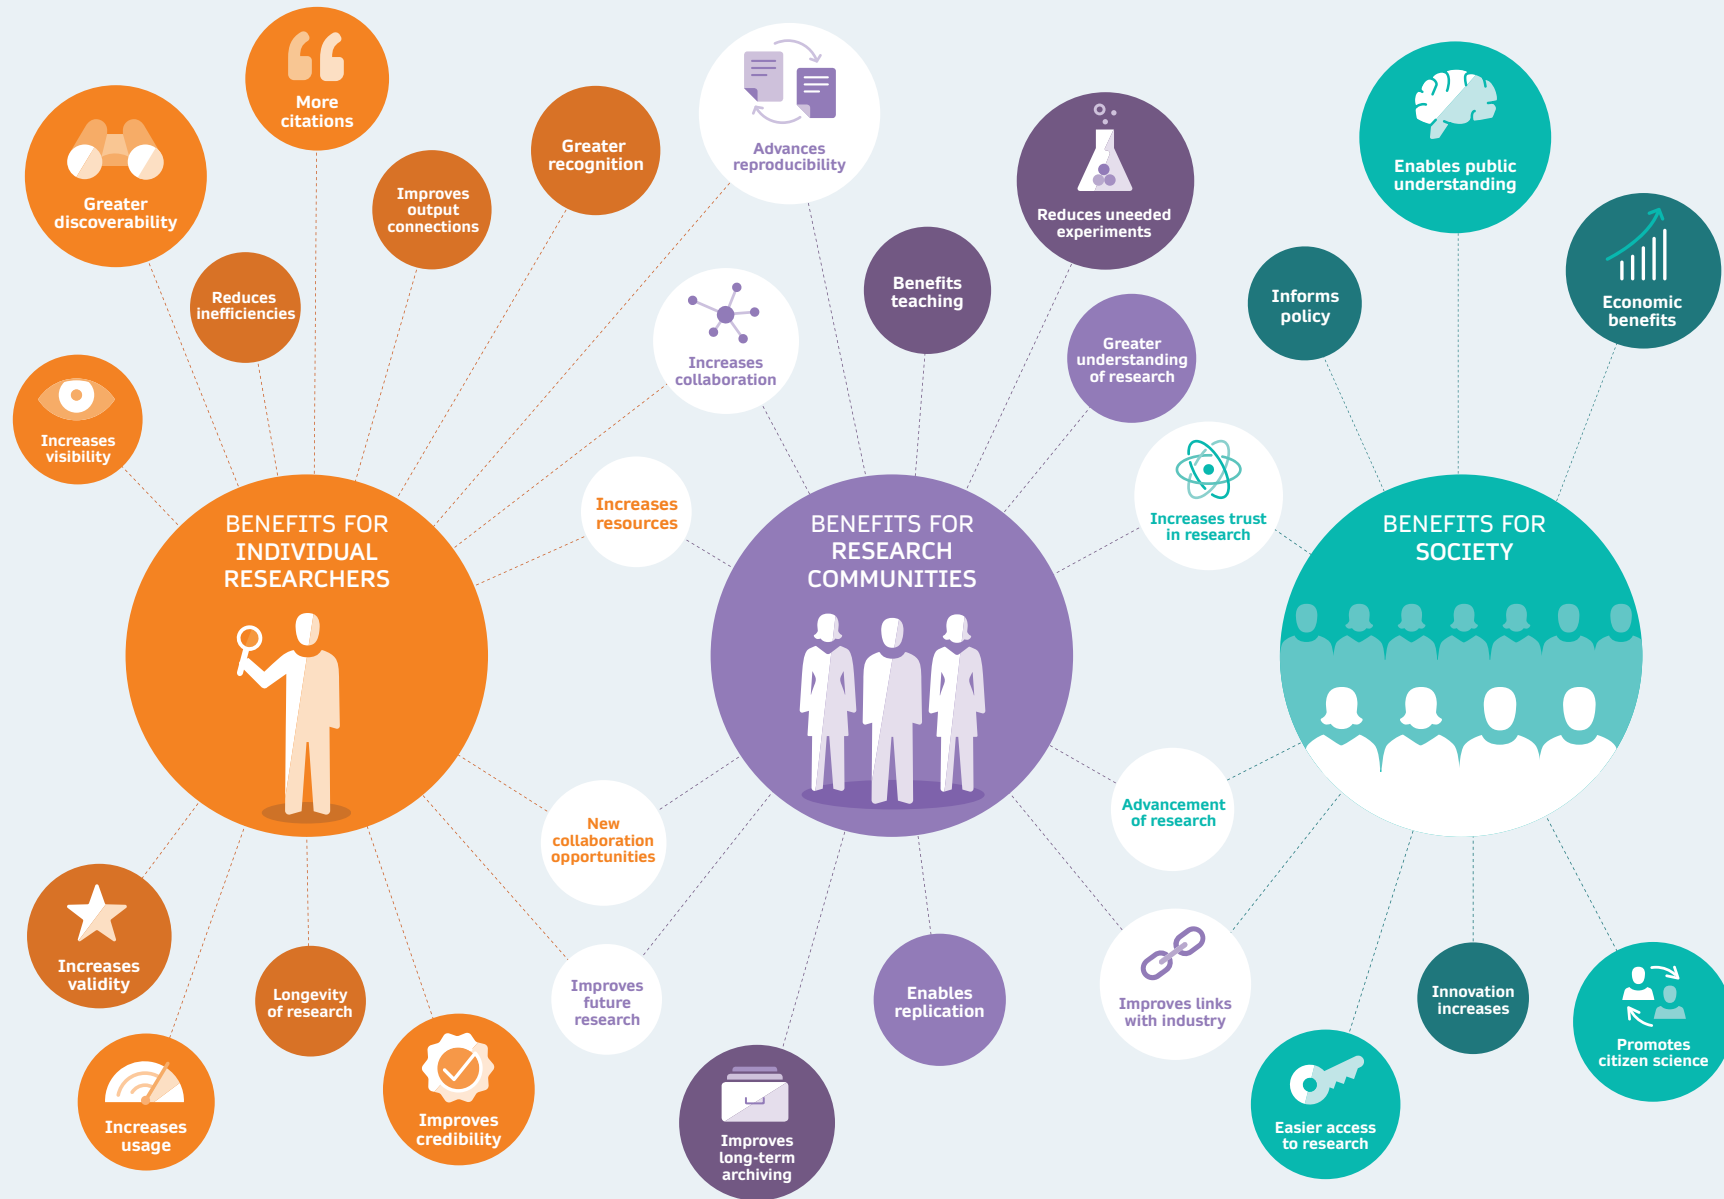 More
citations
Greater
discoverability
Improves
output
connections
Greater
recognition
Advances
reproducibility
Reduces uneeded
experiments
Enables public
understanding
Reduces
inefficiencies
Benefits
teaching
Informs
policy
Economic
benefits
Increases
visibility
Increases
collaboration
Greater
understanding
of research
Increases
resources
Increases trust
in research
BENEFITS FOR
INDIVIDUAL
RESEARCHERS
BENEFITS FOR
RESEARCH
COMMUNITIES
BENEFITS FOR
SOCIETY
New
collaboration
opportunities
Advancement
of research
Increases
validity
Longevity
of research
Improves
future
research
Enables
replication
Improves links
with industry
Innovation
increases
Promotes
citizen science
Increases
usage
Improves
credibility
Improves
long-term
archiving
Easier access
to research